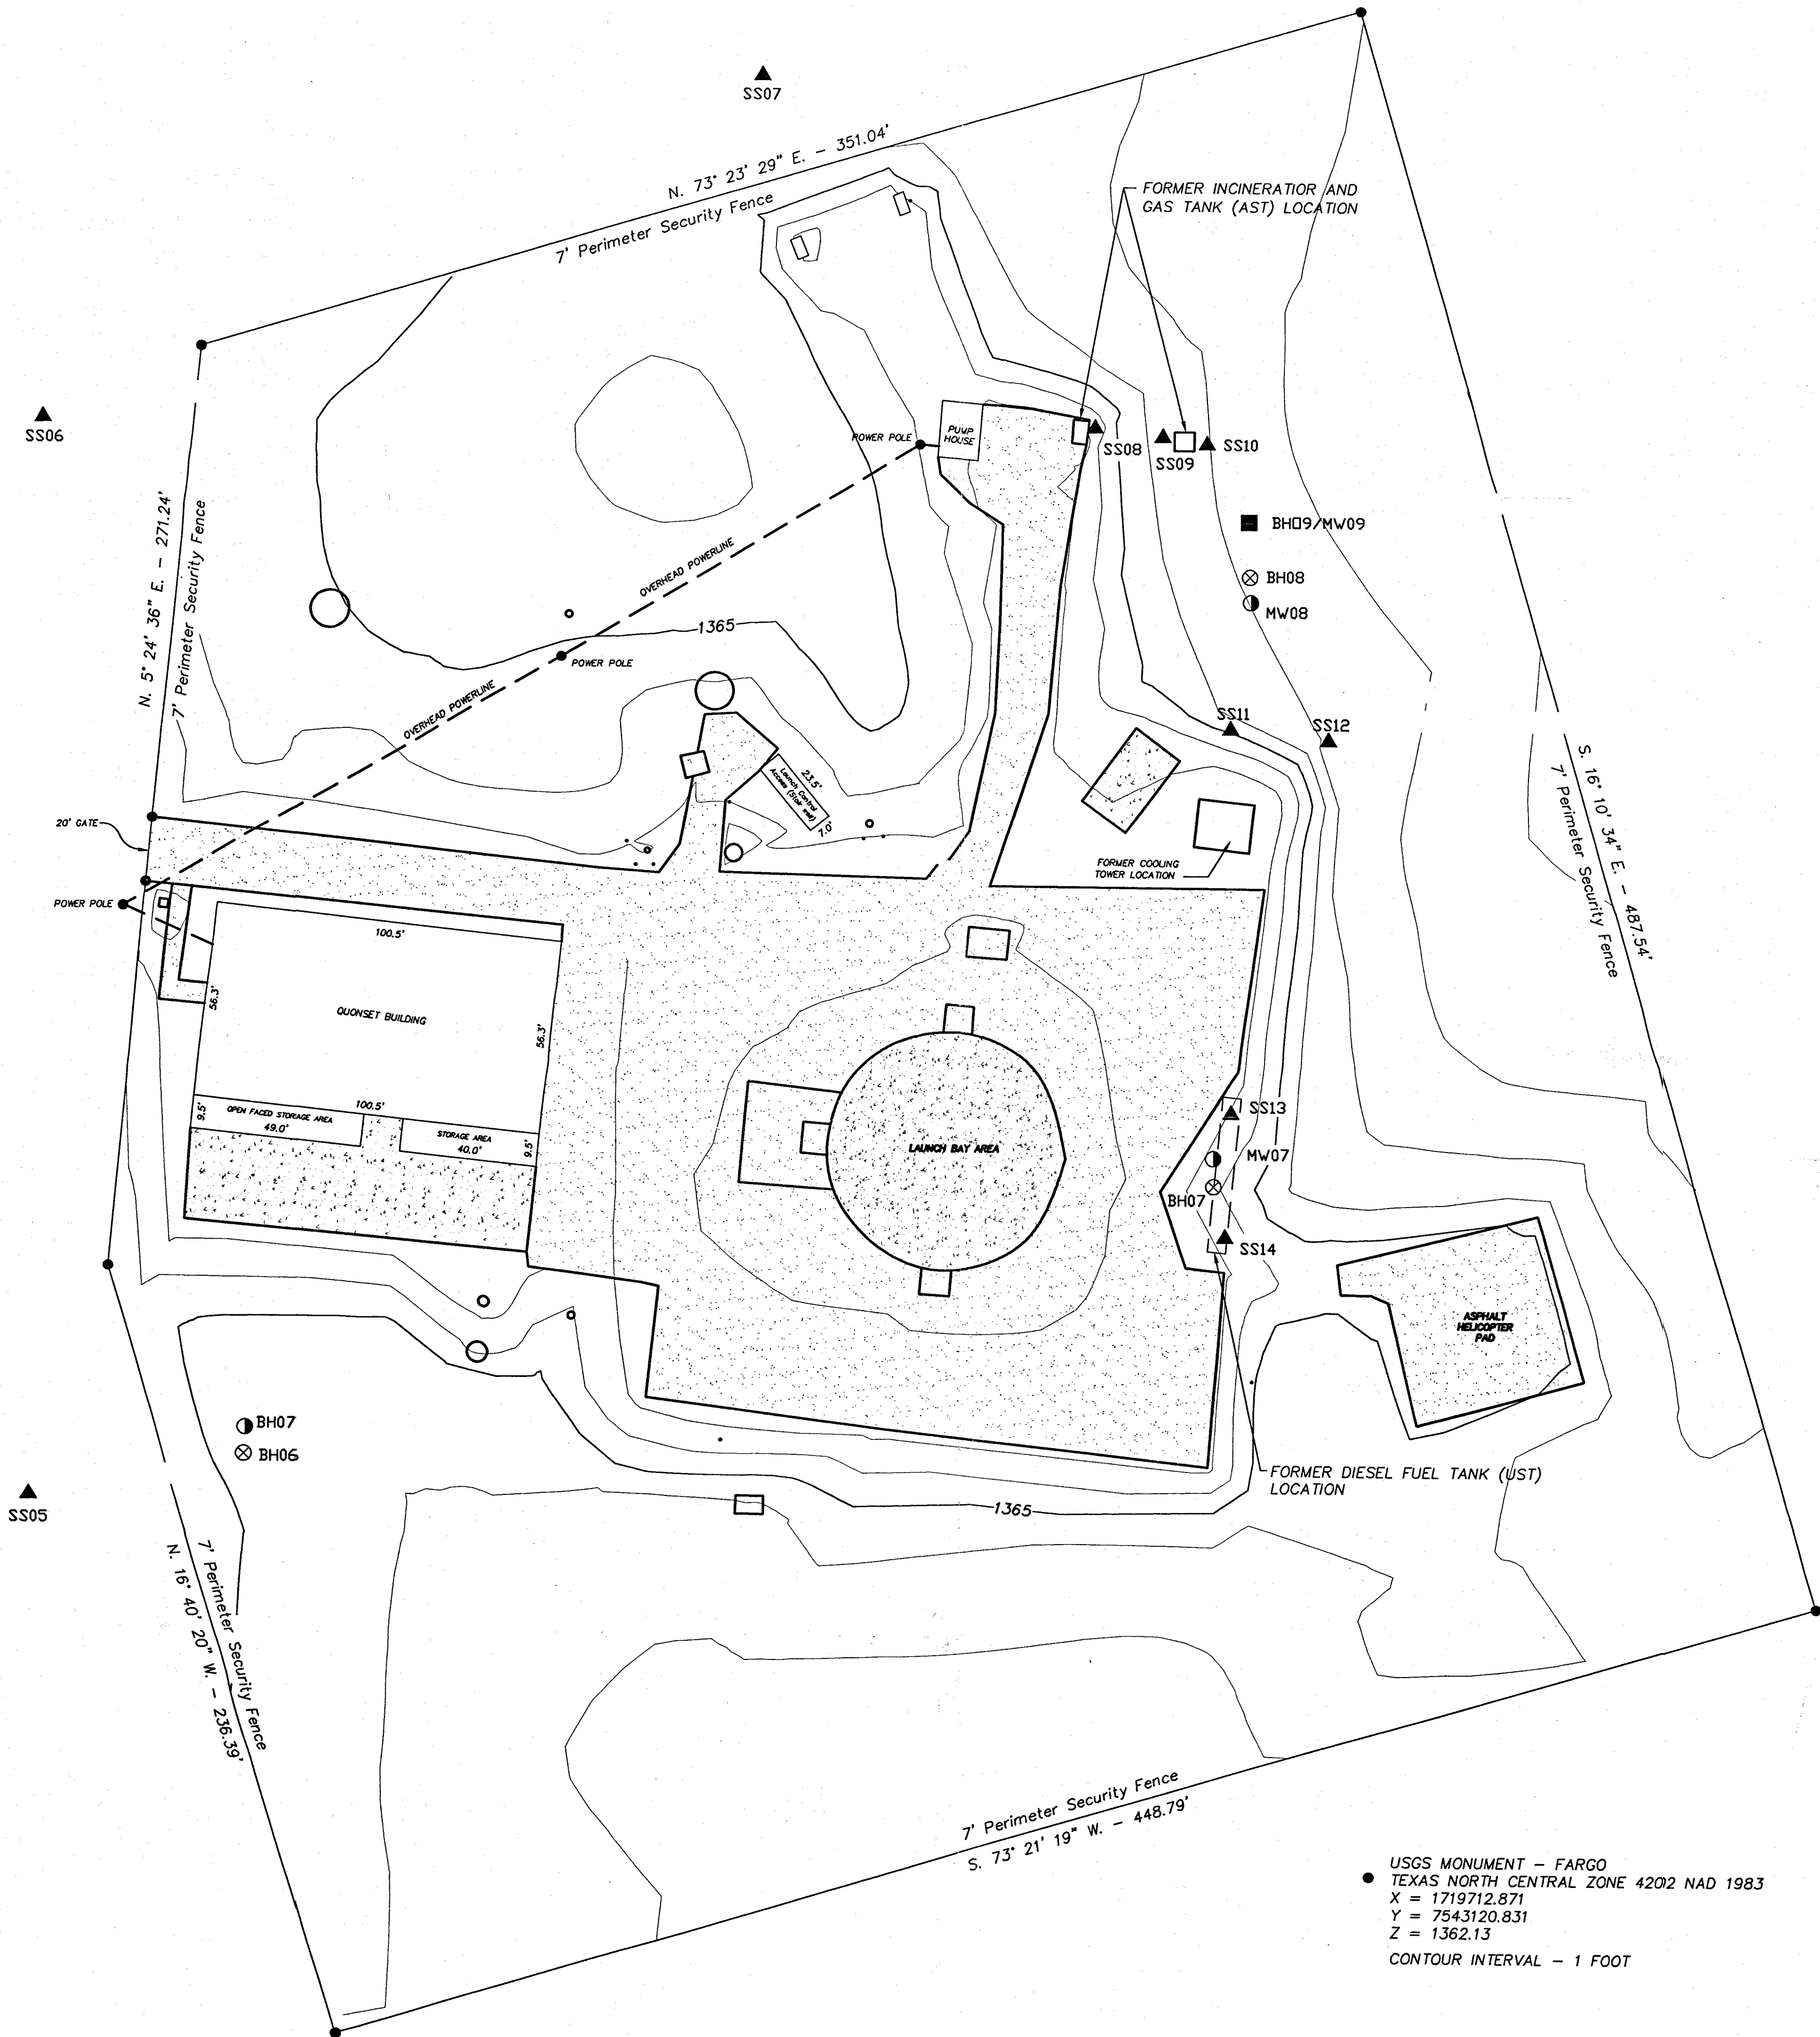 SS07
N. 73° 23' 29" E. – 351.04'
7' Perimeter Security Fence
FORMER INCINERATIOR AND
GAS TANK (AST) LOCATION
SS06
POWER POLE
PUMP
HOUSE
SS08
SS09
SS10
N. 5° 24' 36" E. – 271.24'
7' Perimeter Security Fence
BH09/MW09
OVERHEAD POWERLINE
BH08
MW08
1365
POWER POLE
OVERHEAD POWERLINE
SS11
SS12
S. 16° 10' 34" E. – 487.54'
7' Perimeter Security Fence
23.5'
Launch Control
Access (Stair well)
7.0'
20' GATE
FORMER COOLING
TOWER LOCATION
POWER POLE
100.5'
56.3'
QUONSET BUILDING
56.3'
9.5'
OPEN FACED STORAGE AREA
49.0'
100.5'
STORAGE AREA
40.0'
9.5'
LAUNCH BAY AREA
SS13
MW07
BH07
SS14
ASPHALT
HELICOPTER
PAD
BH07
BH06
FORMER DIESEL FUEL TANK (UST)
LOCATION
SS05
1365
7' Perimeter Security Fence
N. 16° 40' 20" W. – 236.39'
7' Perimeter Security Fence
S. 73° 21' 19" W. – 448.79'
USGS MONUMENT – FARGO
TEXAS NORTH CENTRAL ZONE 4202 NAD 1983
X = 1719712.871
Y = 7543120.831
Z = 1362.13
CONTOUR INTERVAL – 1 FOOT